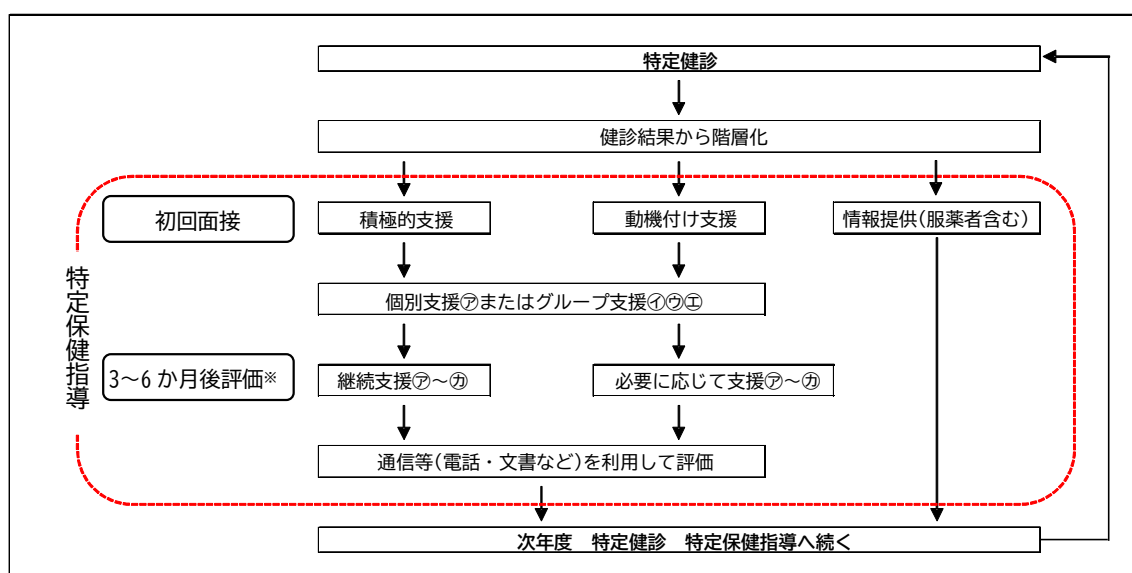 特定健診
健診結果から階層化
初回面接
積極的支援
動機付け支援
情報提供(服薬者含む)
特定保健指導
個別支援㋐またはグループ支援㋑㋒㋓
3~6か月後評価※
継続支援㋐~㋕
必要に応じて支援㋐~㋕
通信等(電話・文書など)を利用して評価
次年度 特定健診 特定保健指導へ続く